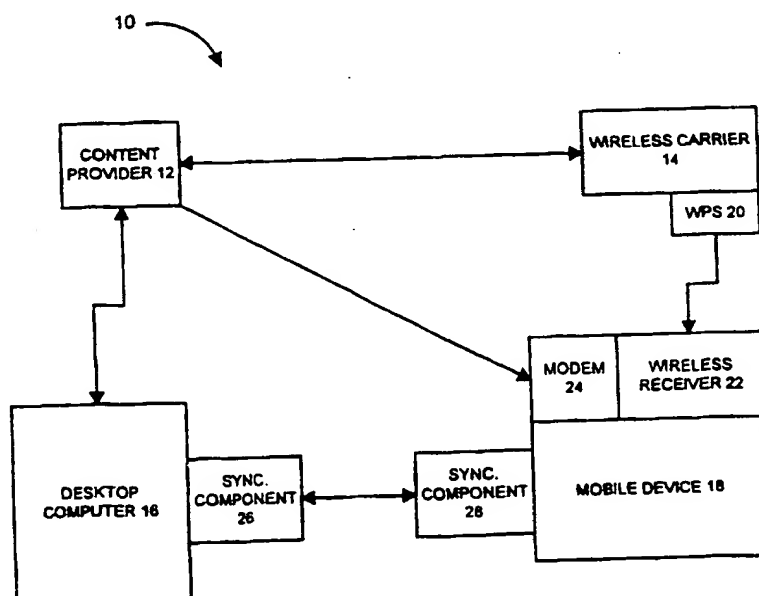 10
CONTENT
PROVIDER 12
WIRELESS CARRIER
14
WPS 20
MODEM
24
WIRELESS
RECEIVER 22
DESKTOP
COMPUTER 16
SYNC.
COMPONENT
26
SYNC.
COMPONENT
28
MOBILE DEVICE 18